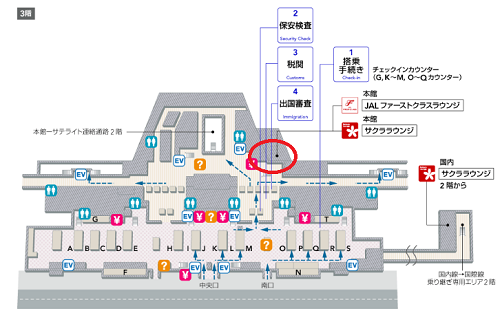 3階
2
保安検査
Security Check
3
税関
Customs
4
出国審査
Immigration
1
搭乗
手続き
Check-in
チェックインカウンター
(G, K～M, O～Q カウンター)
本館
JAL ファーストクラスラウンジ
本館
サクララウンジ
本館ーサテライト連絡通路 2階
国内
サクララウンジ
2階から
EV
EV
?
¥
EV
EV
G
¥
¥
?
?
¥
¥
T
A
B
C
D
E
H
I
J
K
L
M
?
O
P
Q
R
S
EV
F
?
¥
EV
EV
EV
N
EV
中央口
南口
国内線→国際線
乗り継ぎ専用エリア 2階